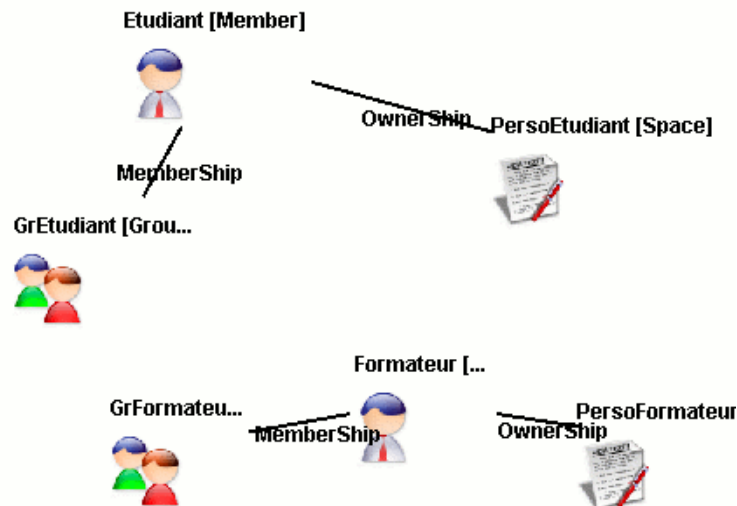 Etudiant [Member]
OwnerShip
PersoEtudiant [Space]
MemberShip
GrEtudiant [Grou...
Formateur [...
GrFormateu...
MemberShip
OwnerShip
PersoFormateur